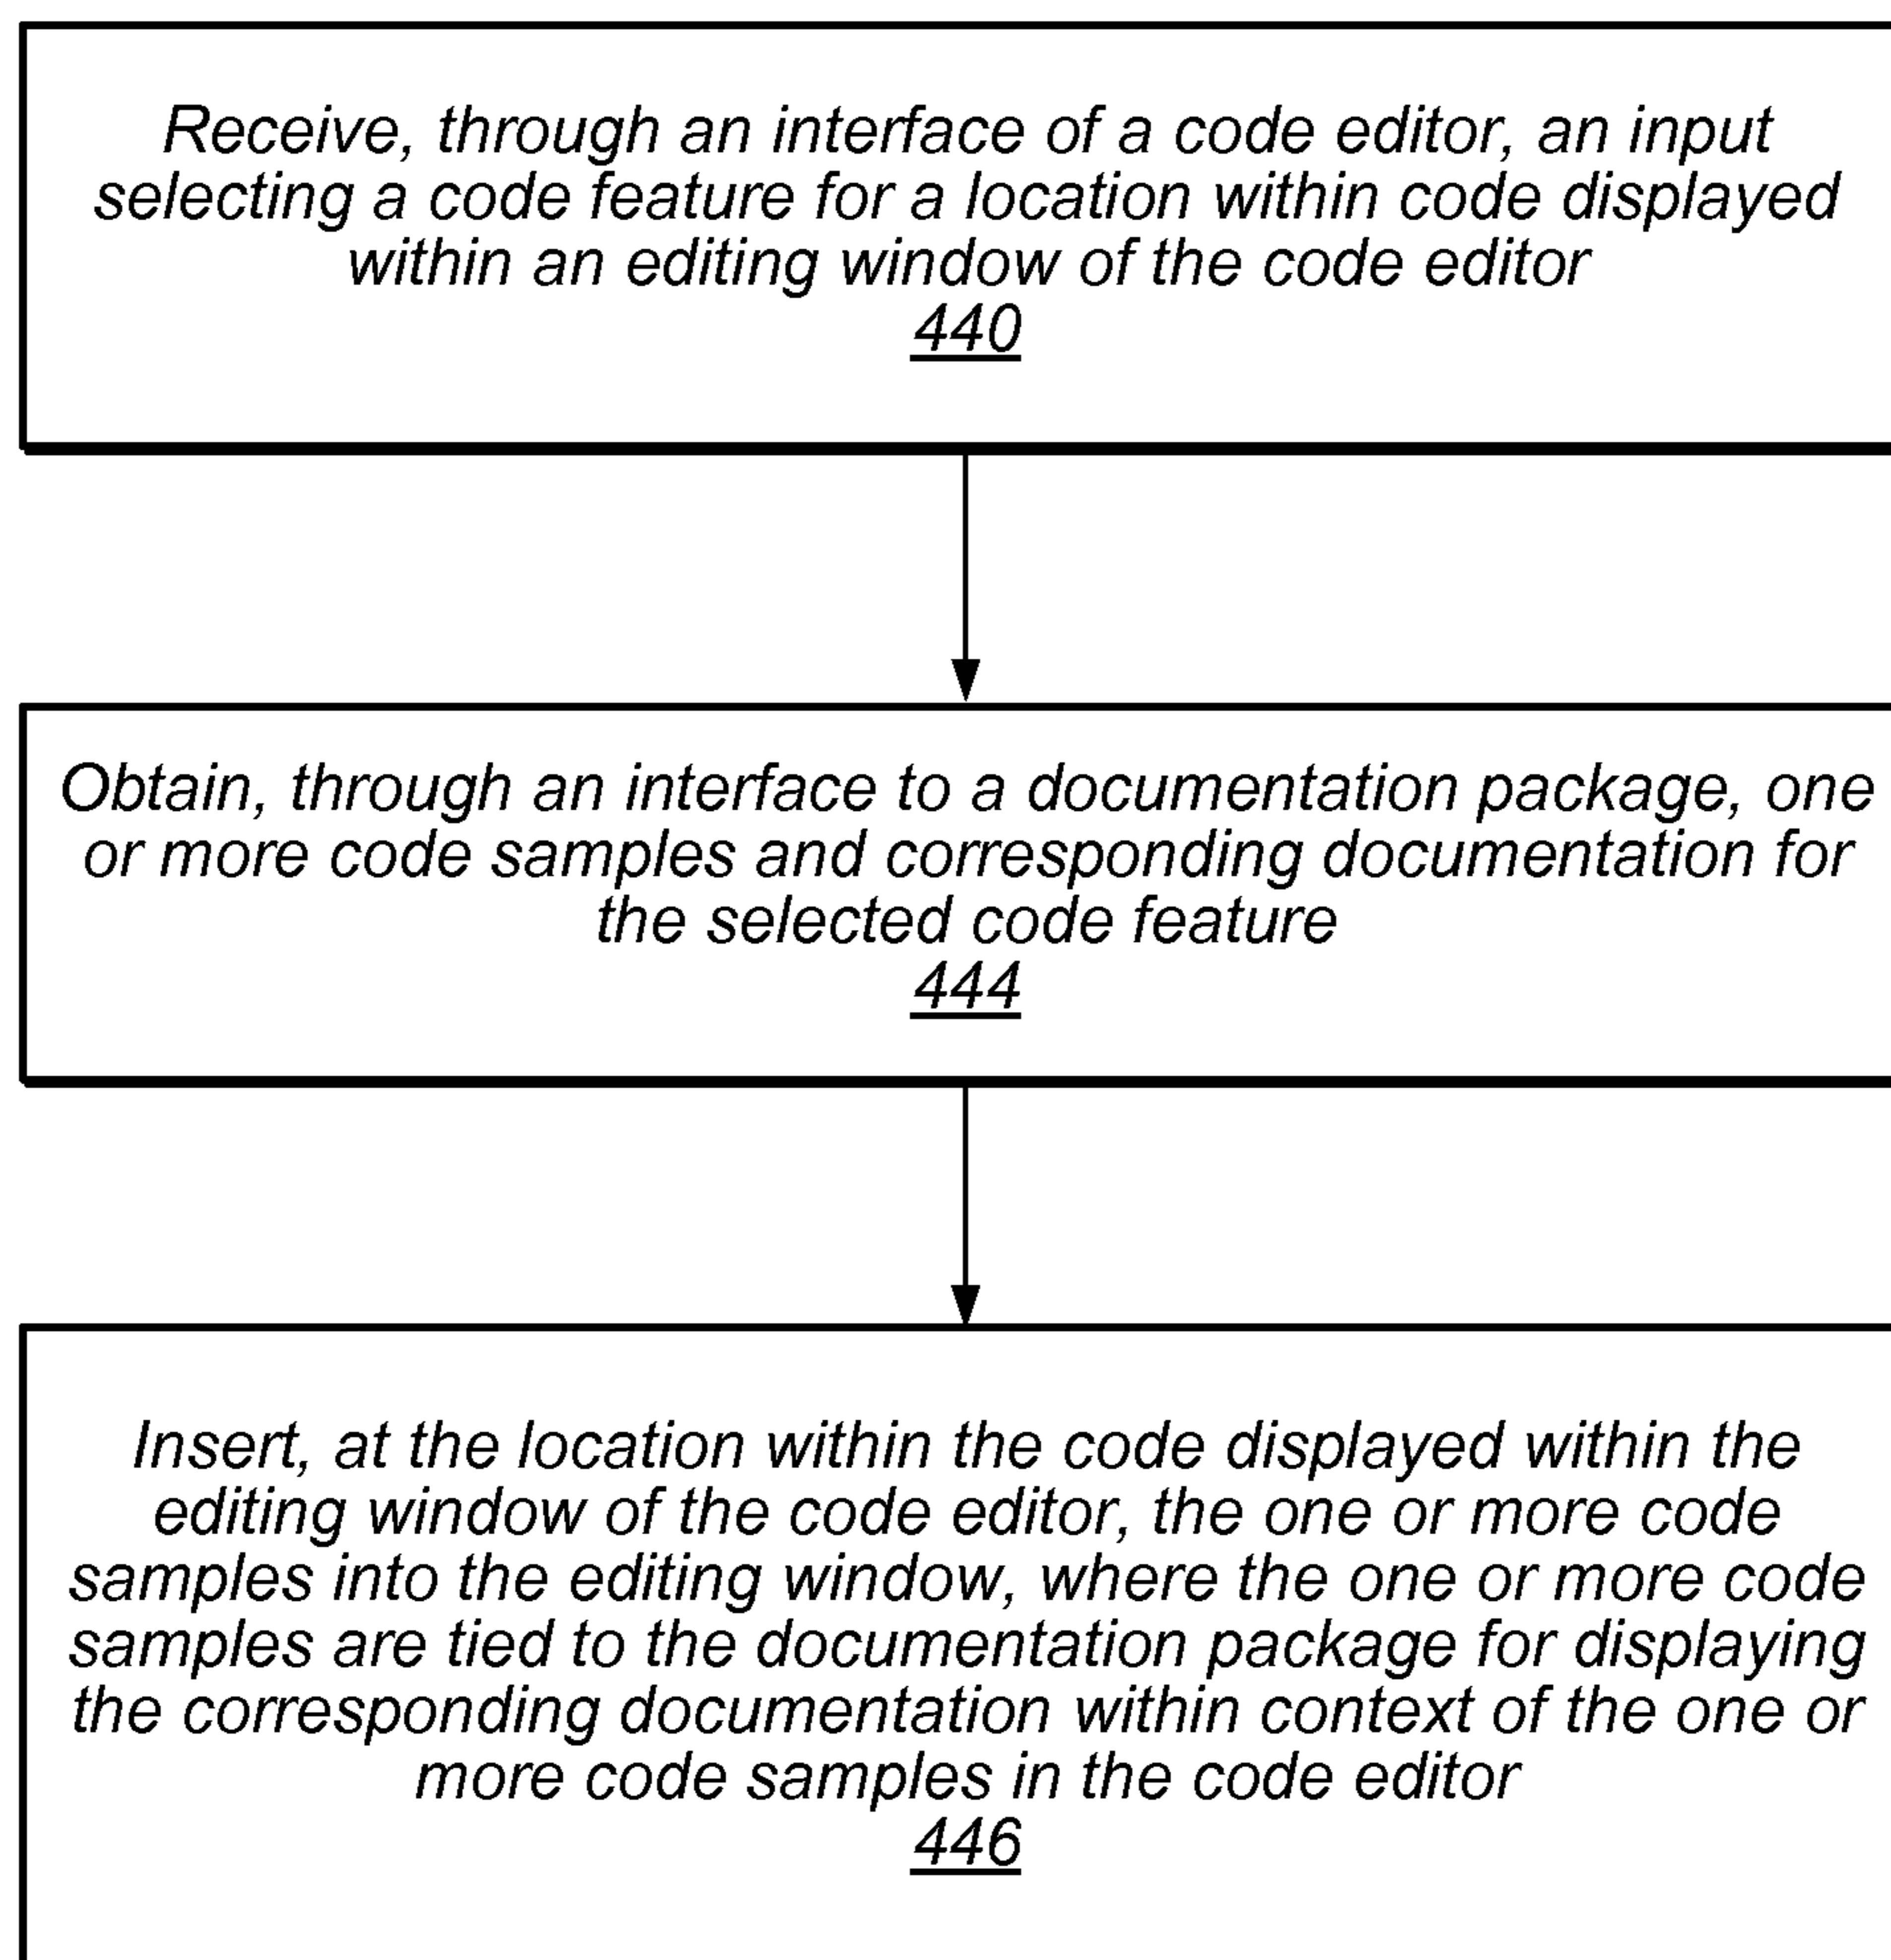 Receive, through an interface of a code editor, an input
selecting a code feature for a location within code displayed
within an editing window of the code editor
440
Obtain, through an interface to a documentation package, one
or more code samples and corresponding documentation for
the selected code feature
444
Insert, at the location within the code displayed within the
editing window of the code editor, the one or more code
samples into the editing window, where the one or more code
samples are tied to the documentation package for displaying
the corresponding documentation within context of the one or
more code samples in the code editor
446